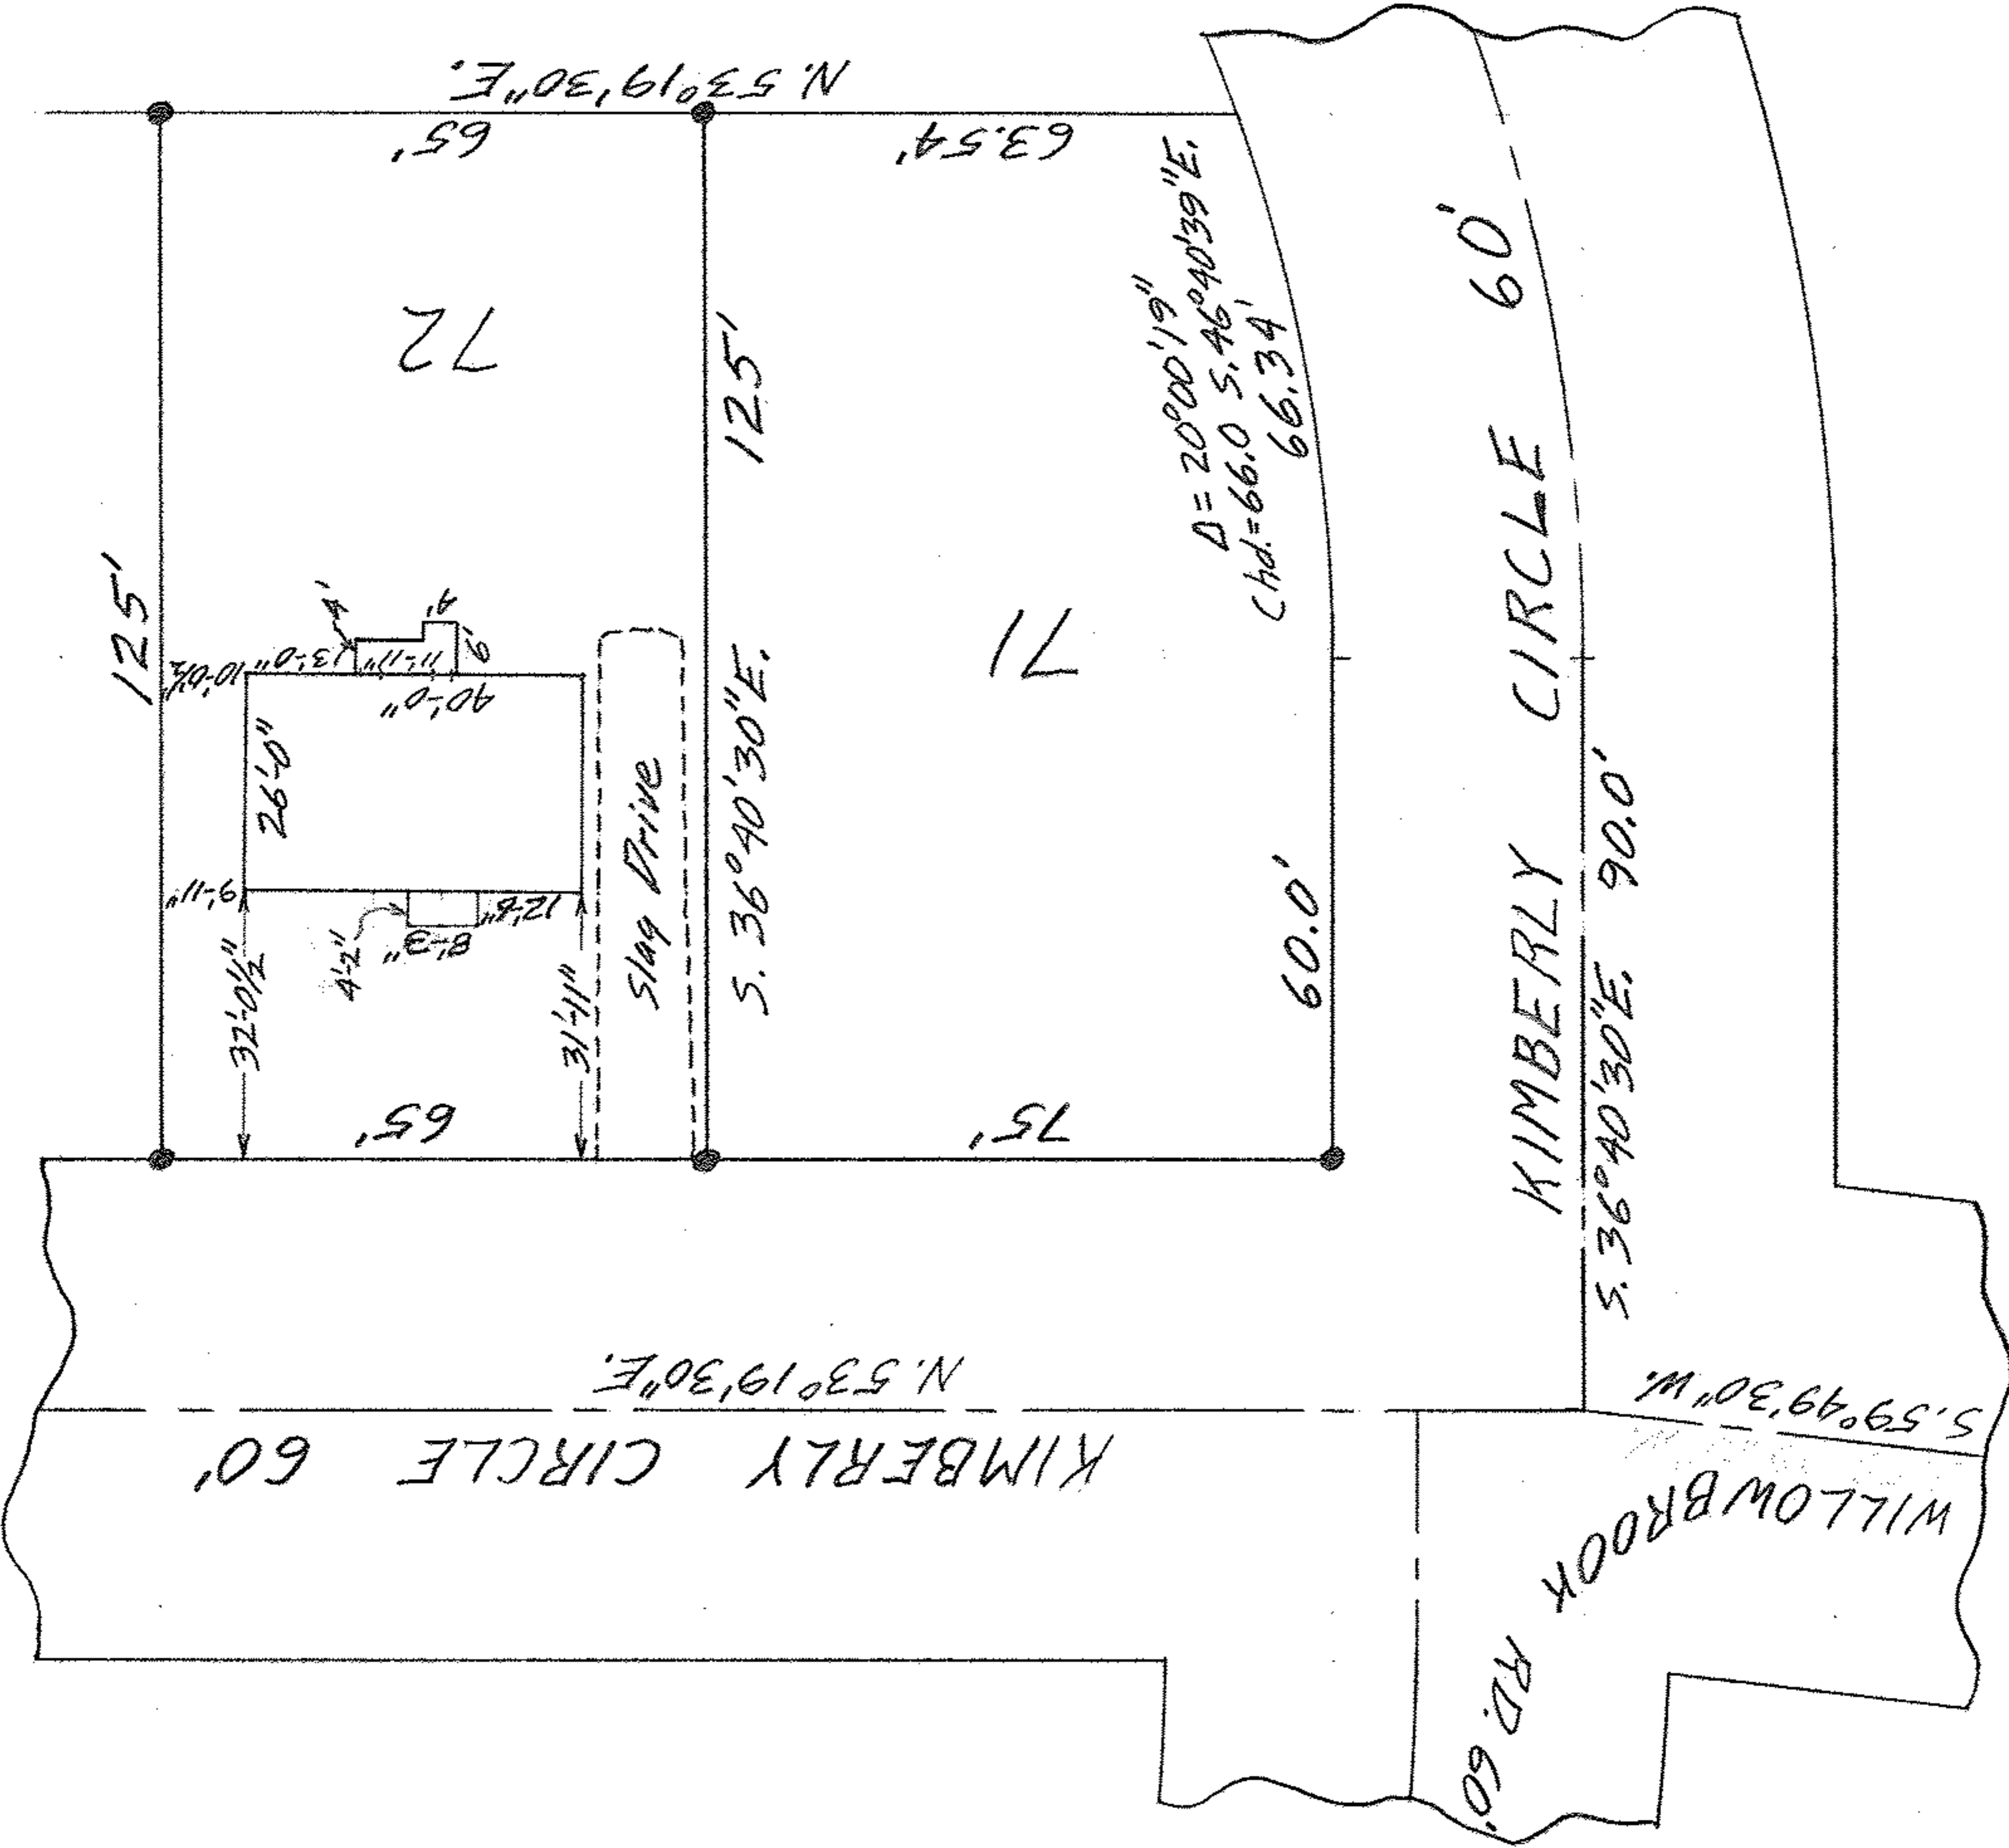 N. 53°19'30"E.
65'
63.54'
125'
72
125'
S. 36°40'30"E.
71
Δ = 20°00'19"
Chd.=66.0 S.46°40'39"E.
66.34'
4'
4'
6'
11'-11"
13'-0"
10'-0½"
40'-0"
26'-0"
9'-11"
12'-6"
8'-3"
4'-2"
32'-0½"
31'-11"
Slag Drive
65'
75'
60.0'
KIMBERLY CIRCLE 60'
S. 36°40'30"E. 90.0'
N. 53°19'30"E.
KIMBERLY CIRCLE 60'
S. 59°49'30"W.
WILLOWBROOK RD. 60'